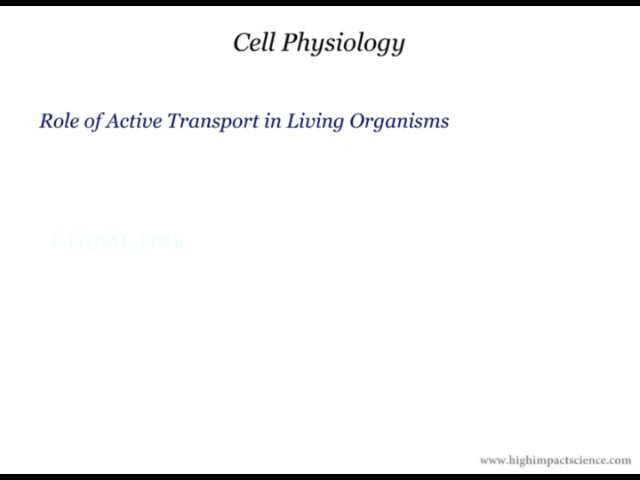 Cell Physiology
Role of Active Transport in Living Organisms
www.highimpactscience.com